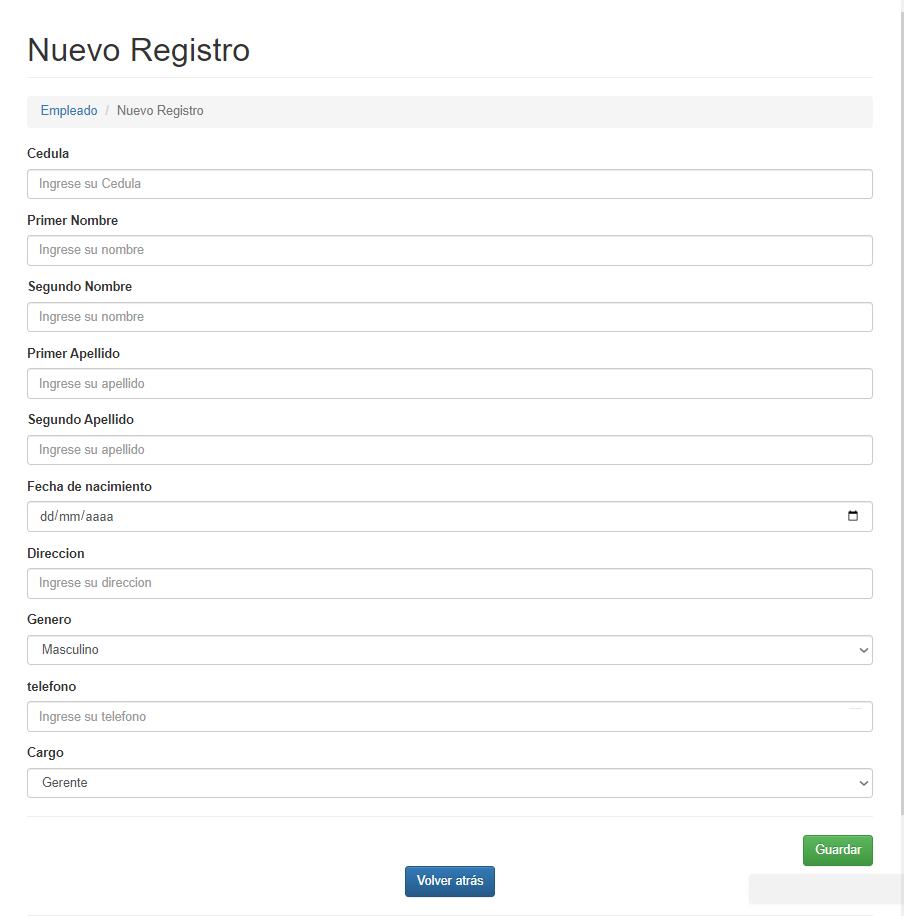 Nuevo Registro
Empleado / Nuevo Registro
Cedula
Ingrese su Cedula
Primer Nombre
Ingrese su nombre
Segundo Nombre
Ingrese su nombre
Primer Apellido
Ingrese su apellido
Segundo Apellido
Ingrese su apellido
Fecha de nacimiento
dd/mm/aaaa
Direccion
Ingrese su direccion
Genero
Masculino
telefono
Ingrese su telefono
Cargo
Gerente
Guardar
Volver atrás